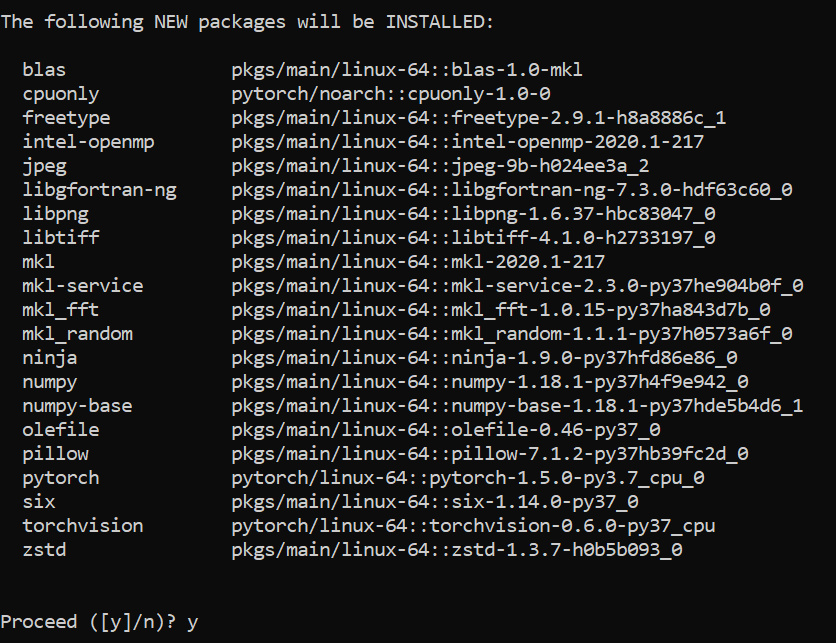 The following NEW packages will be INSTALLED:
blas pkgs/main/linux-64::blas-1.0-mkl
cpuonly pytorch/noarch::cpuonly-1.0-0
freetype pkgs/main/linux-64::freetype-2.9.1-h8a8886c_1
intel-openmp pkgs/main/linux-64::intel-openmp-2020.1-217
jpeg pkgs/main/linux-64::jpeg-9b-h024ee3a_2
libgfortran-ng pkgs/main/linux-64::libgfortran-ng-7.3.0-hdf63c60_0
libpng pkgs/main/linux-64::libpng-1.6.37-hbc83047_0
libtiff pkgs/main/linux-64::libtiff-4.1.0-h2733197_0
mkl pkgs/main/linux-64::mkl-2020.1-217
mkl-service pkgs/main/linux-64::mkl-service-2.3.0-py37he904b0f_0
mkl_fft pkgs/main/linux-64::mkl_fft-1.0.15-py37ha843d7b_0
mkl_random pkgs/main/linux-64::mkl_random-1.1.1-py37h0573a6f_0
ninja pkgs/main/linux-64::ninja-1.9.0-py37hfd86e86_0
numpy pkgs/main/linux-64::numpy-1.18.1-py37h4f9e942_0
numpy-base pkgs/main/linux-64::numpy-base-1.18.1-py37hde5b4d6_1
olefile pkgs/main/linux-64::olefile-0.46-py37_0
pillow pkgs/main/linux-64::pillow-7.1.2-py37hb39fc2d_0
pytorch pytorch/linux-64::pytorch-1.5.0-py3.7_cpu_0
six pkgs/main/linux-64::six-1.14.0-py37_0
torchvision pytorch/linux-64::torchvision-0.6.0-py37_cpu
zstd pkgs/main/linux-64::zstd-1.3.7-h0b5b093_0
Proceed ([y]/n)? y